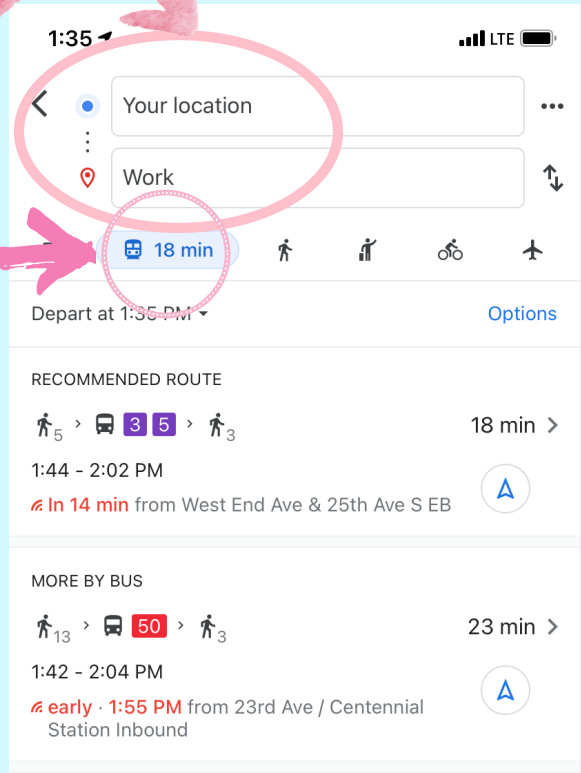 1:35
LTE
Your location
Work
18 min
Depart at 1:35 PM
Options
RECOMMENDED ROUTE
5 3 5 3 18 min
1:44 - 2:02 PM
In 14 min from West End Ave & 25th Ave S EB
MORE BY BUS
13 50 3 23 min
1:42 - 2:04 PM
early · 1:55 PM from 23rd Ave / Centennial
Station Inbound